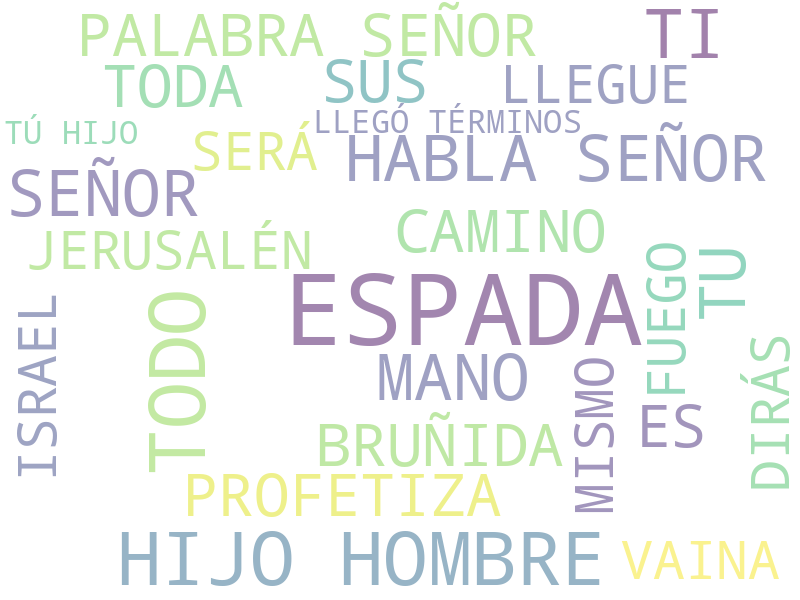 PALABRA SEÑOR
TI
TODA
SUS
LLEGUE
TÚ HIJO
LLEGÓ TÉRMINOS
SERÁ
HABLA SEÑOR
SEÑOR
CAMINO
JERUSALÉN
ESPADA
FUEGO
TU
ISRAEL
TODO
MANO
MISMO
DIRÁS
ES
BRUÑIDA
PROFETIZA
HIJO HOMBRE
VAINA